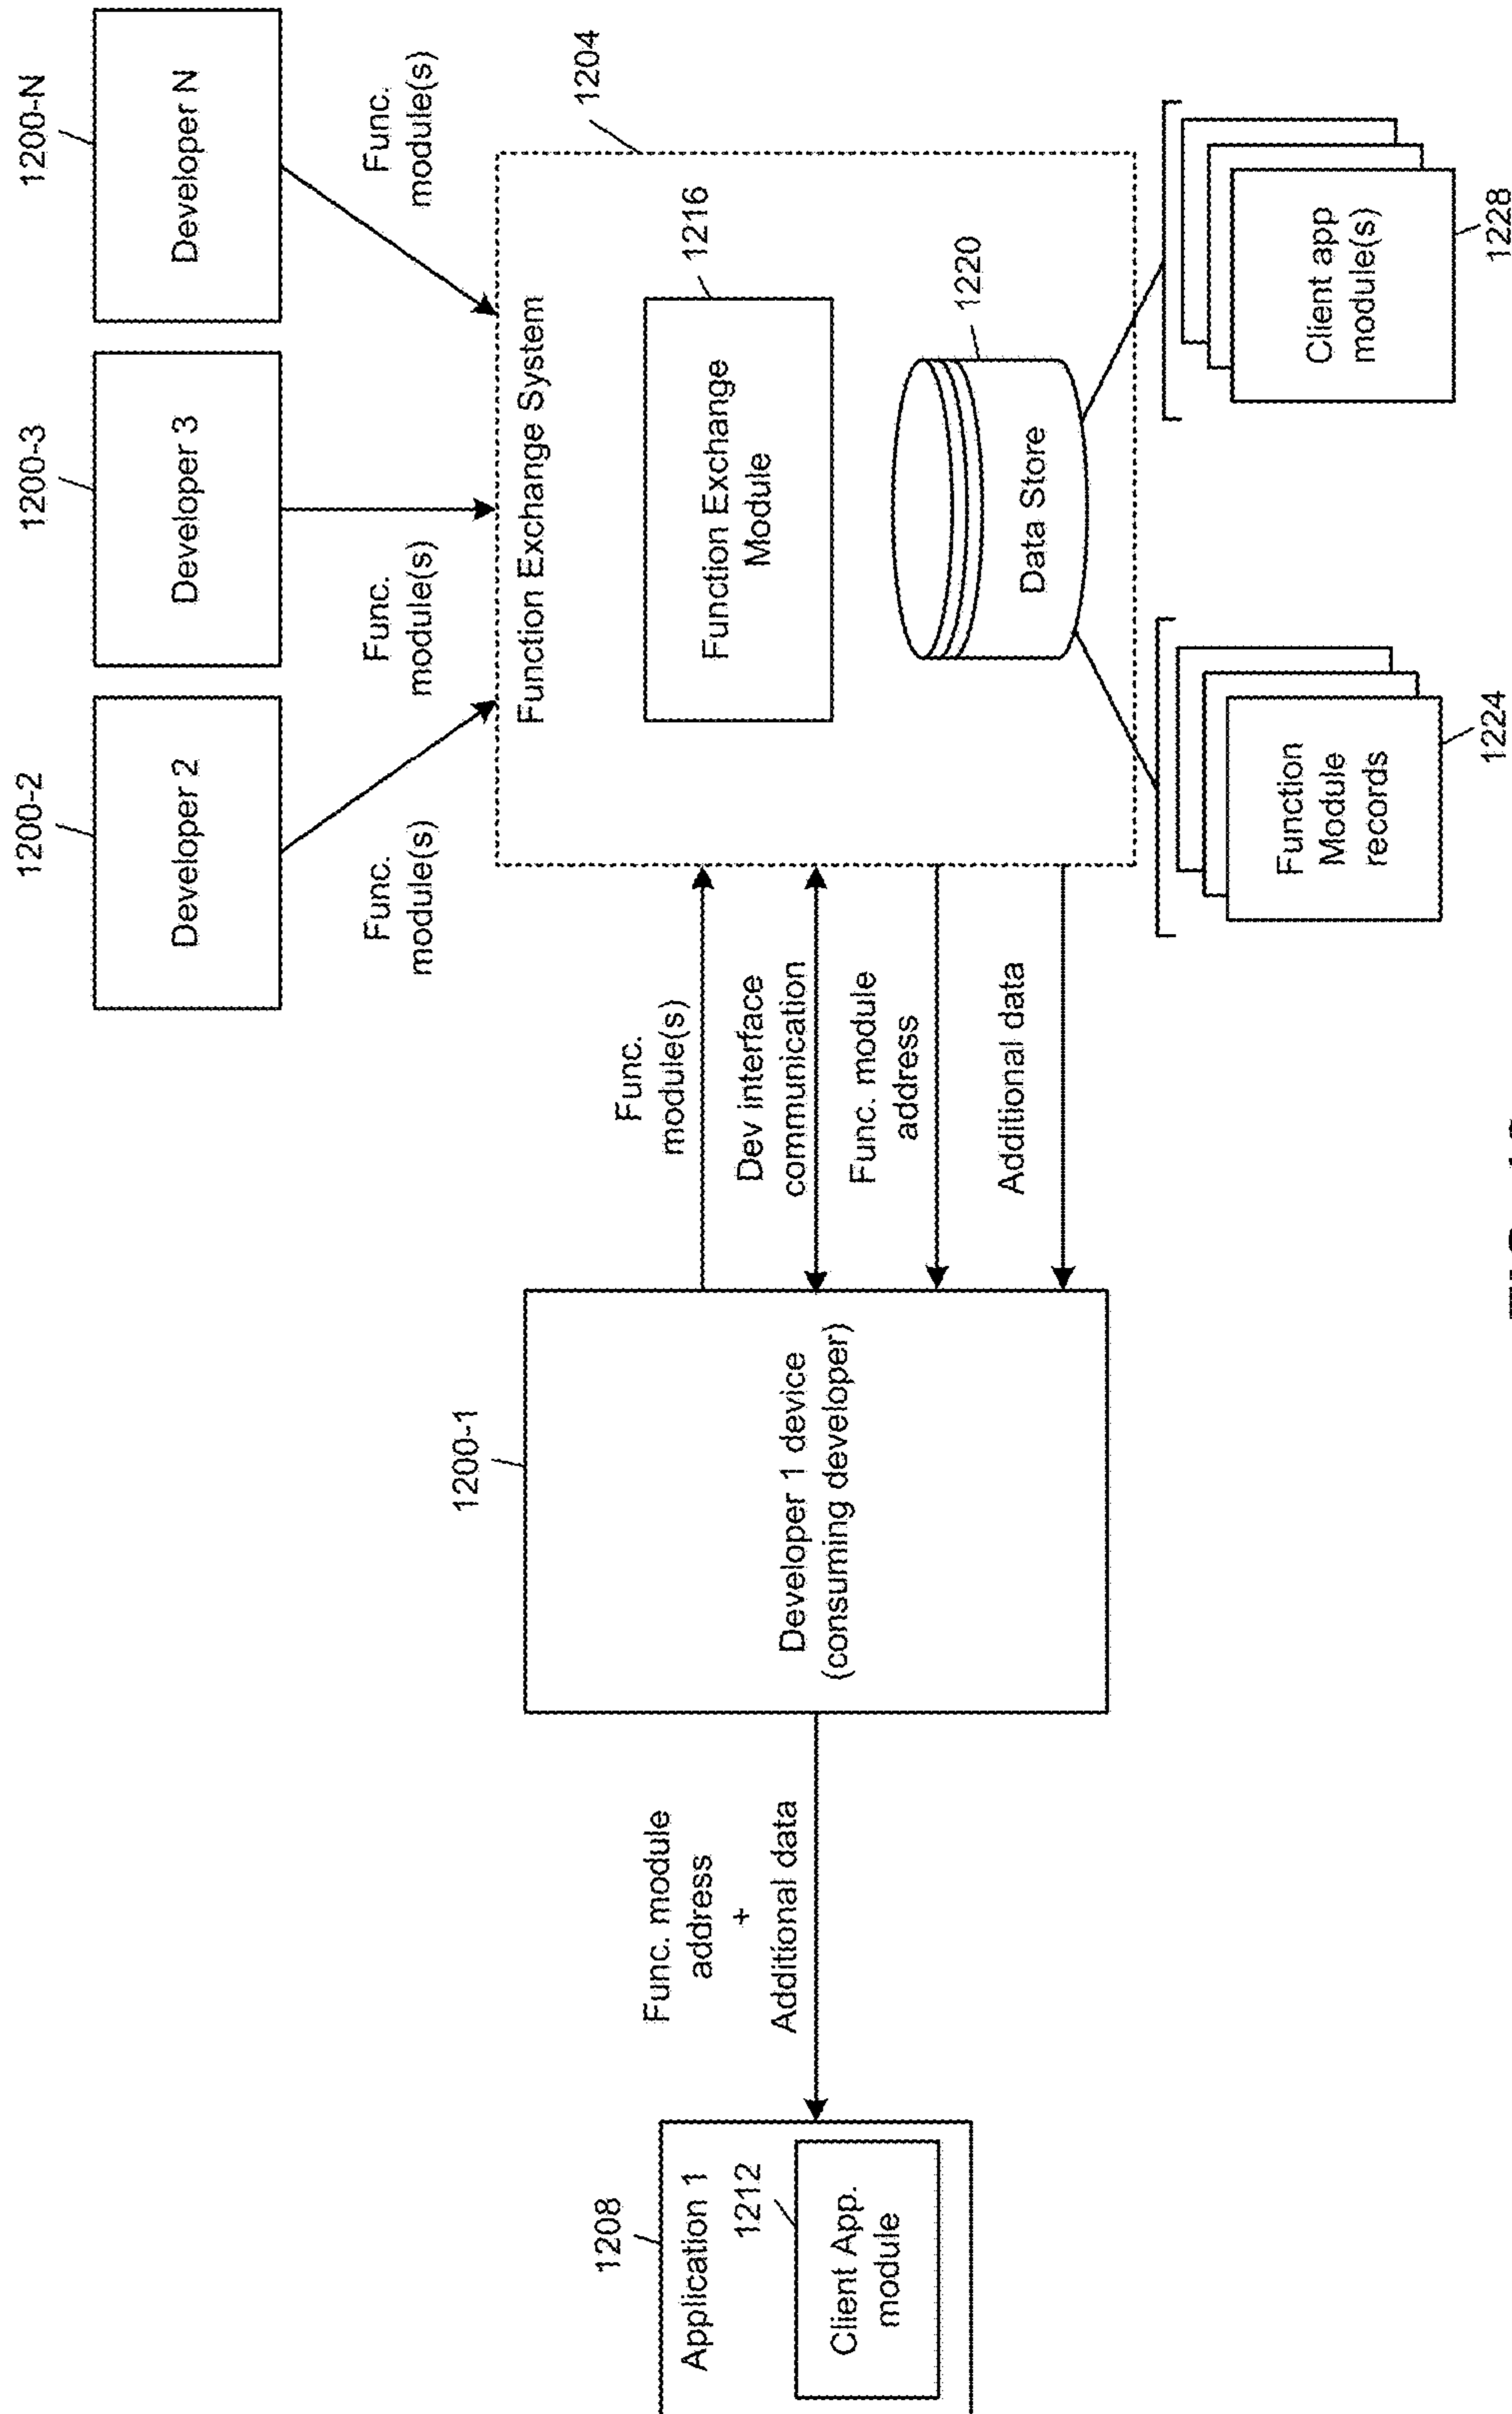 1200-2
Developer 2
1200-3
Developer 3
1200-N
Developer N
Func.
module(s)
Func.
module(s)
Func.
module(s)
1204
Function Exchange System
1216
Function Exchange
Module
1220
Data Store
Function
Module
records
1224
Client app
module(s)
1228
Func.
module(s)
Dev interface
communication
Func. module
address
Additional data
1200-1
Developer 1 device
(consuming developer)
Func. module
address
+
Additional data
1208
Application 1
1212
Client App.
module